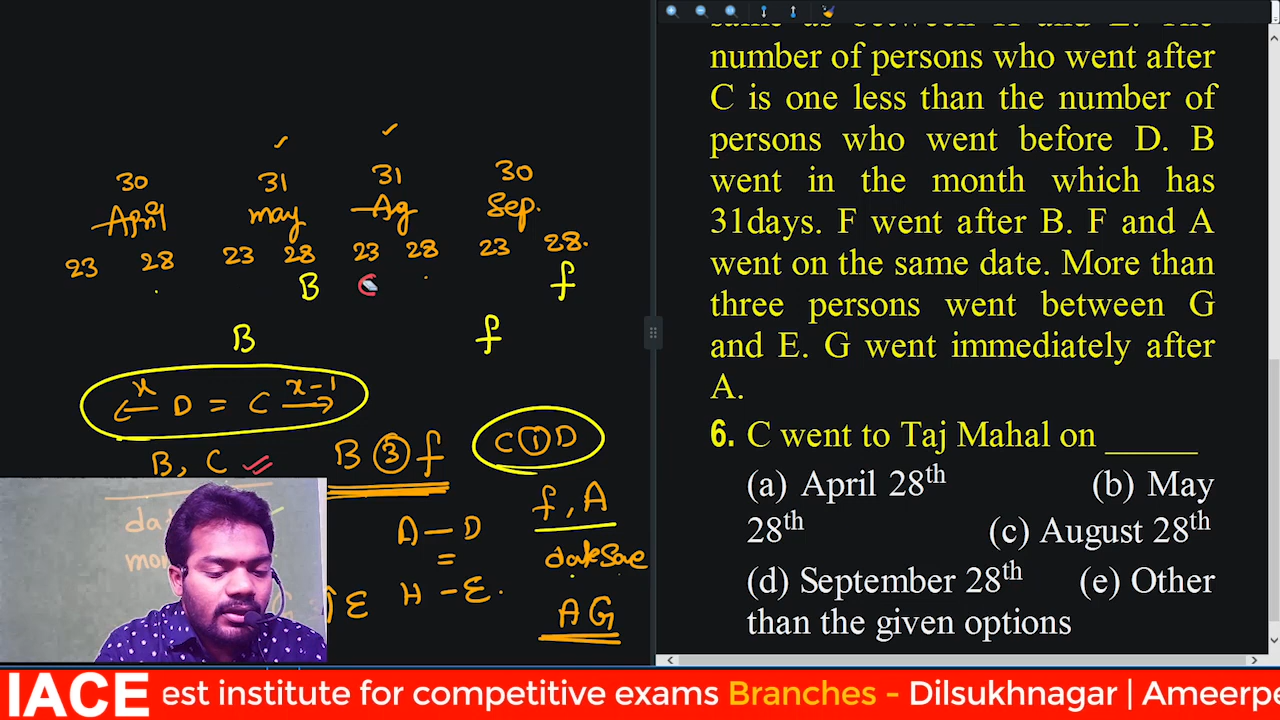 30 31 31 30
April May Ag Sep.
23 28 23 28 23 28 23 28.
B C f
B f
x D = C x-1
B, C B 3 f C 1 D
f, A
A - D date
=
H - E.
E
AG
number of persons who went after
C is one less than the number of
persons who went before D. B
went in the month which has
31days. F went after B. F and A
went on the same date. More than
three persons went between G
and E. G went immediately after
A.
6. C went to Taj Mahal on ______
(a) April 28th (b) May
28th (c) August 28th
(d) September 28th (e) Other
than the given options
IACE est institute for competitive exams Branches - Dilsukhnagar | Ameerpe